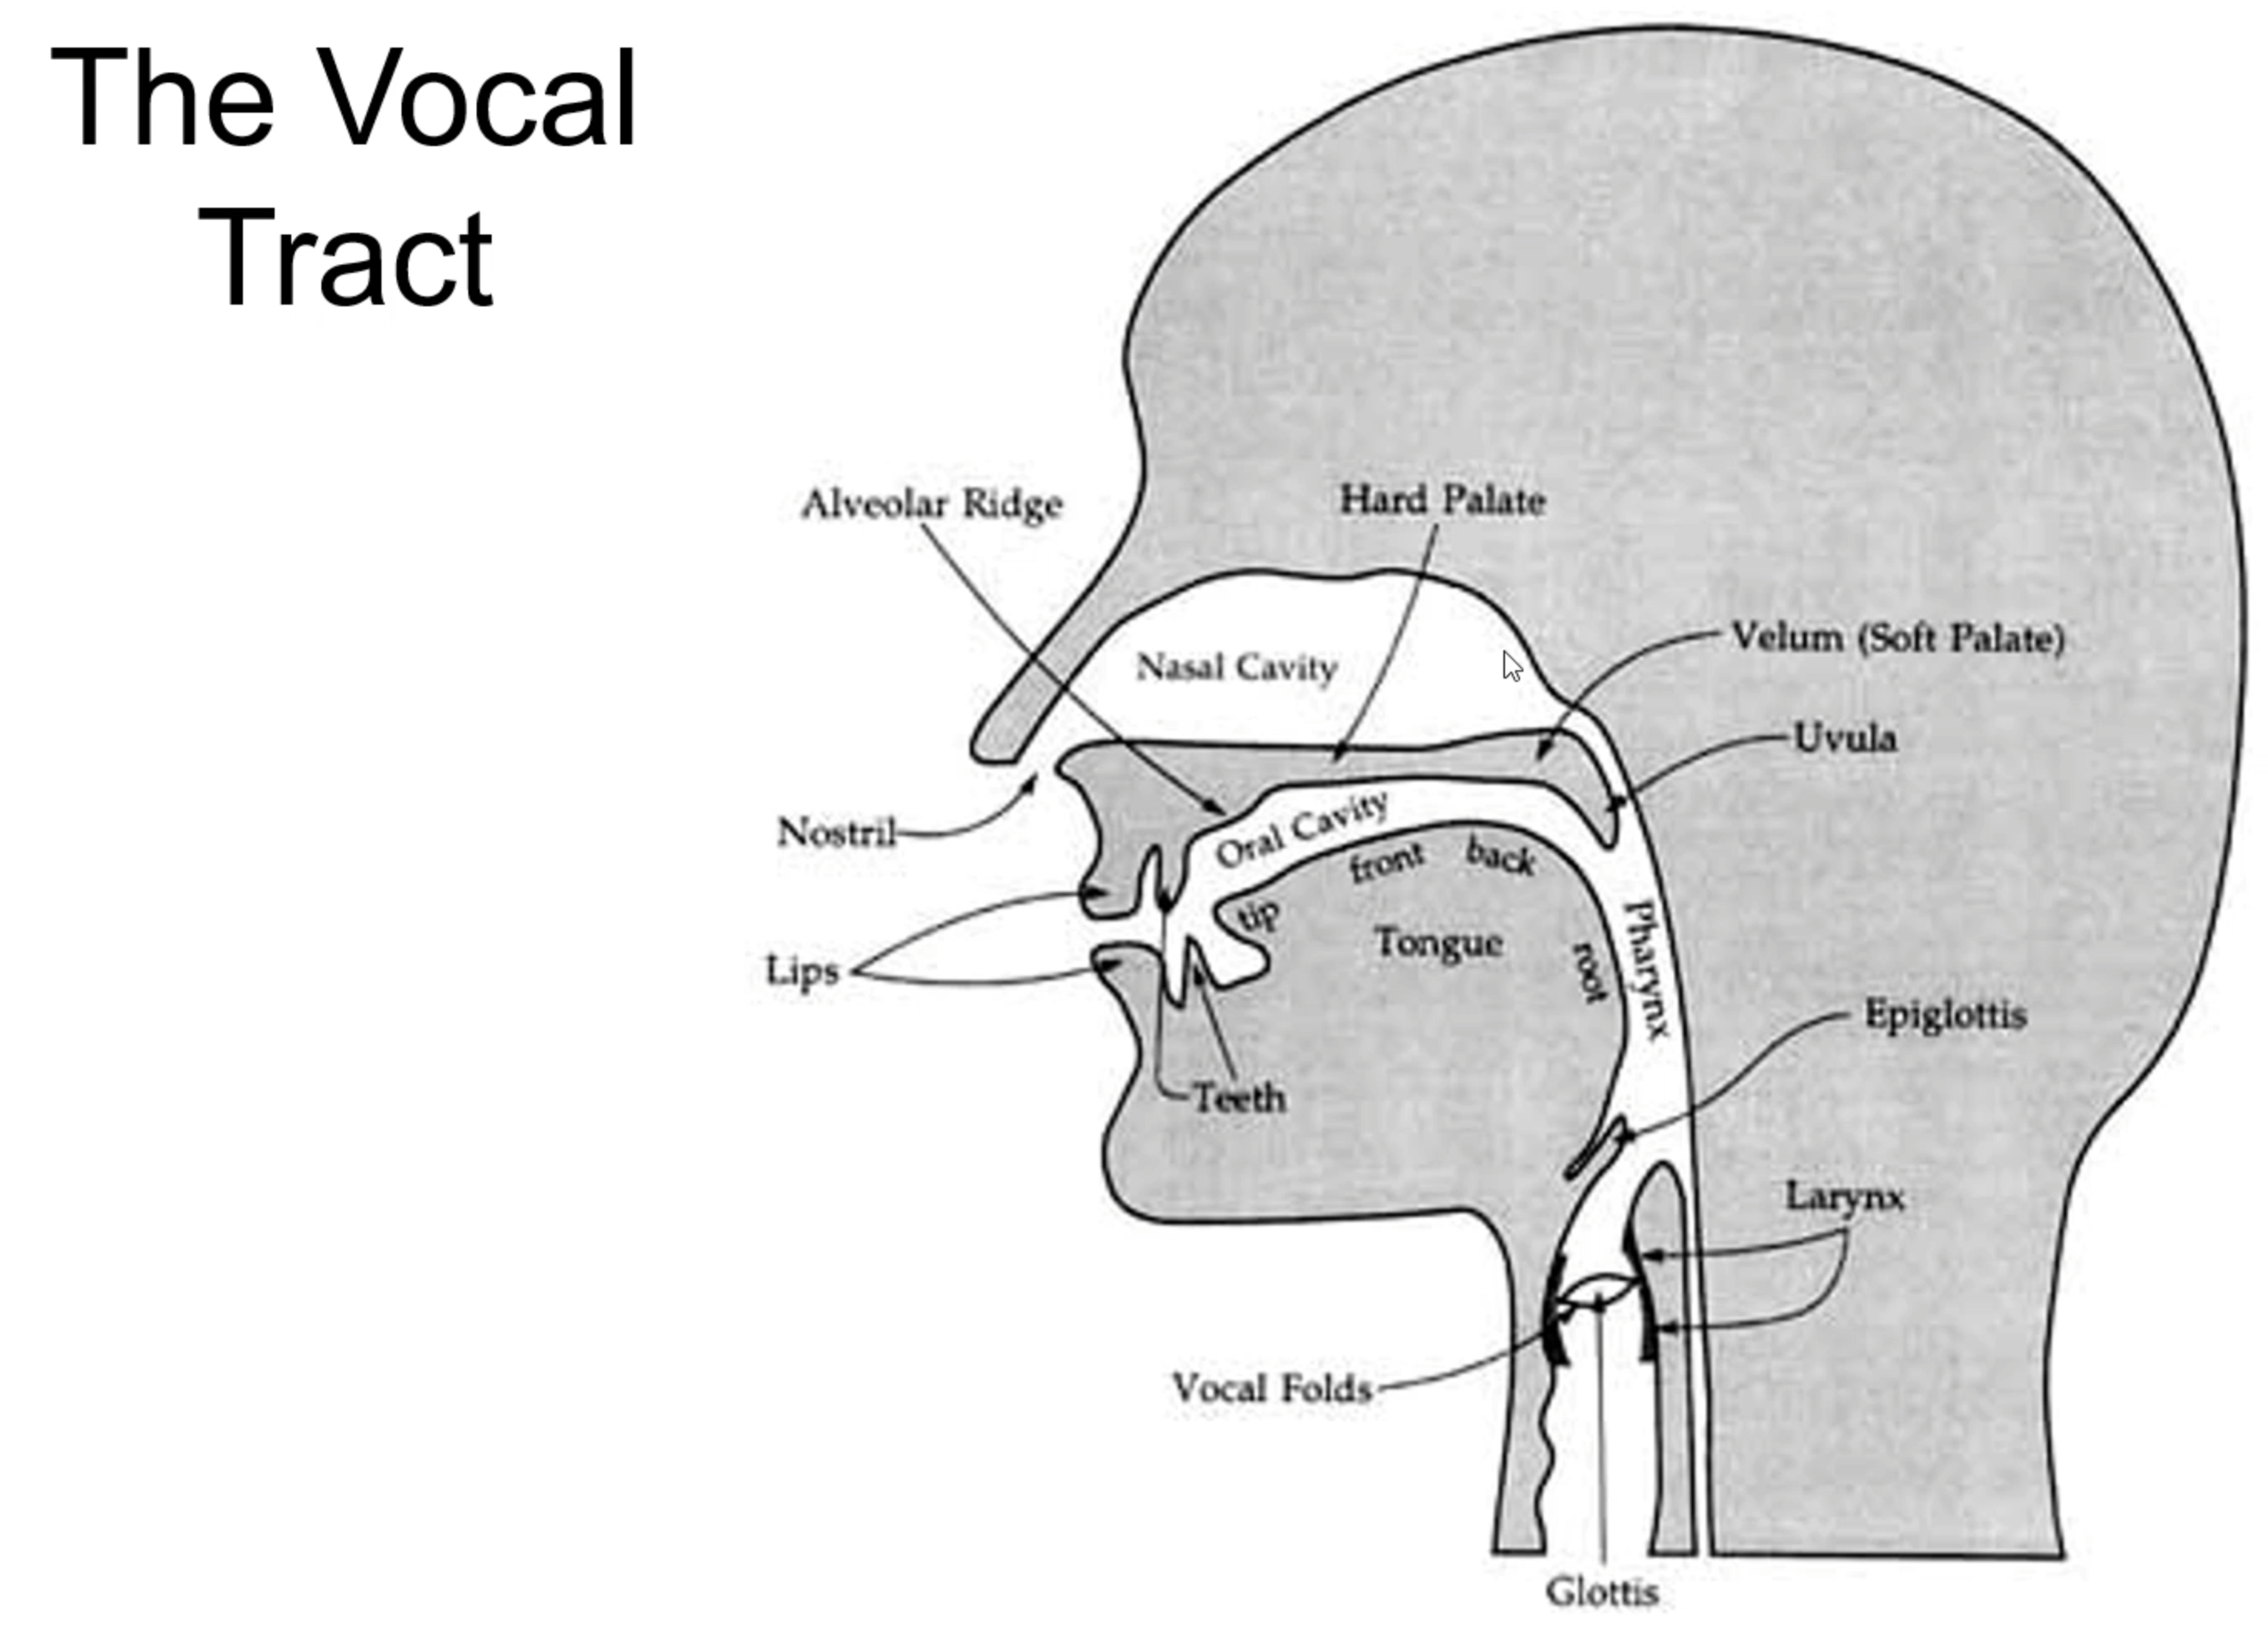 The Vocal
Tract
Alveolar Ridge
Hard Palate
Nasal Cavity
Velum (Soft Palate)
Uvula
Nostril
Oral Cavity
front
back
tip
Tongue
root
Pharynx
Lips
Epiglottis
Teeth
Larynx
Vocal Folds
Glottis